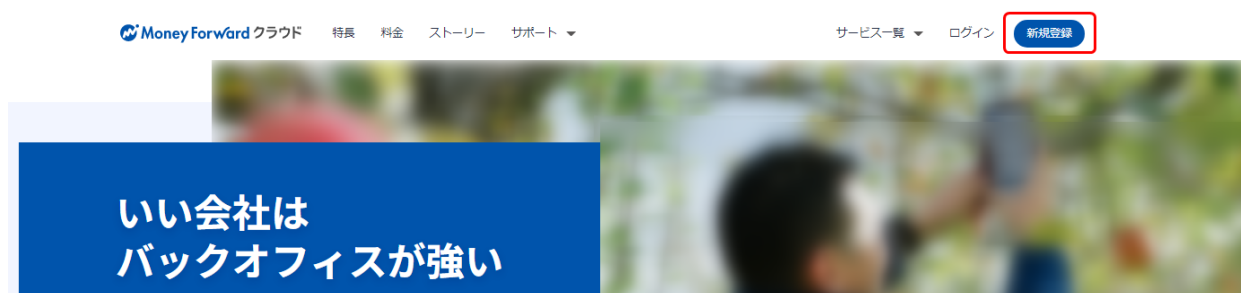 Money Forward クラウド 特長 料金 ストーリー サポート サービス一覧 ログイン 新規登録
いい会社は
バックオフィスが強い